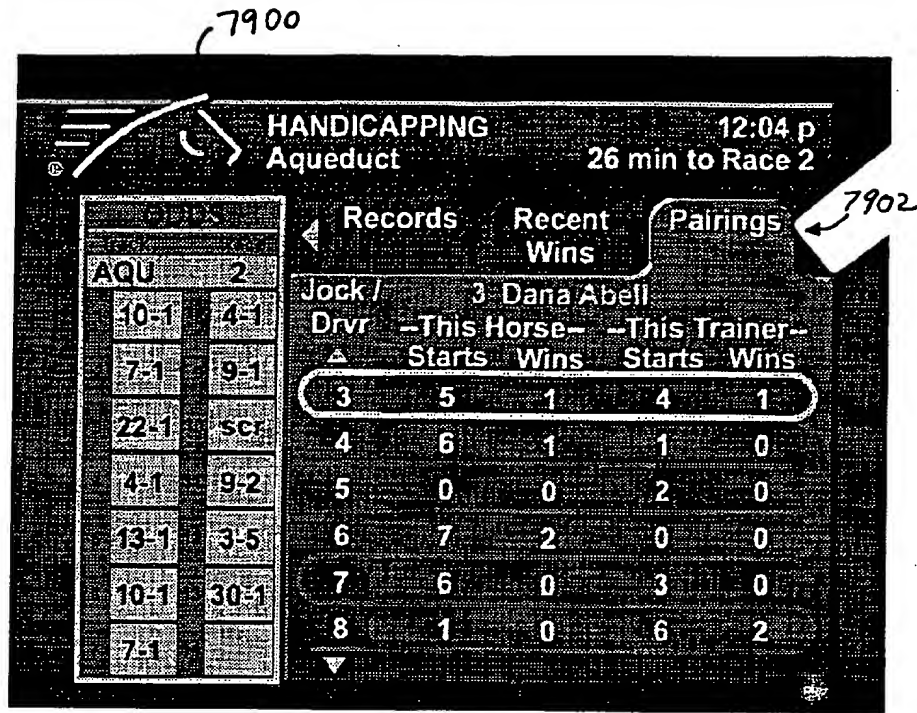 7900
HANDICAPPING 12:04 p
Aqueduct 26 min to Race 2
7902
ODDS
AQU 2
10-1 4-1
7-1 9-1
22-1 scr
4-1 9-2
13-1 3-5
10-1 30-1
7-1
Records Recent Wins Pairings
Jock / 3 Dana Abell
Drvr --This Horse-- --This Trainer--
Starts Wins Starts Wins
3 5 1 4 1
4 6 1 1 0
5 0 0 2 0
6 7 2 0 0
7 6 0 3 0
8 1 0 6 2